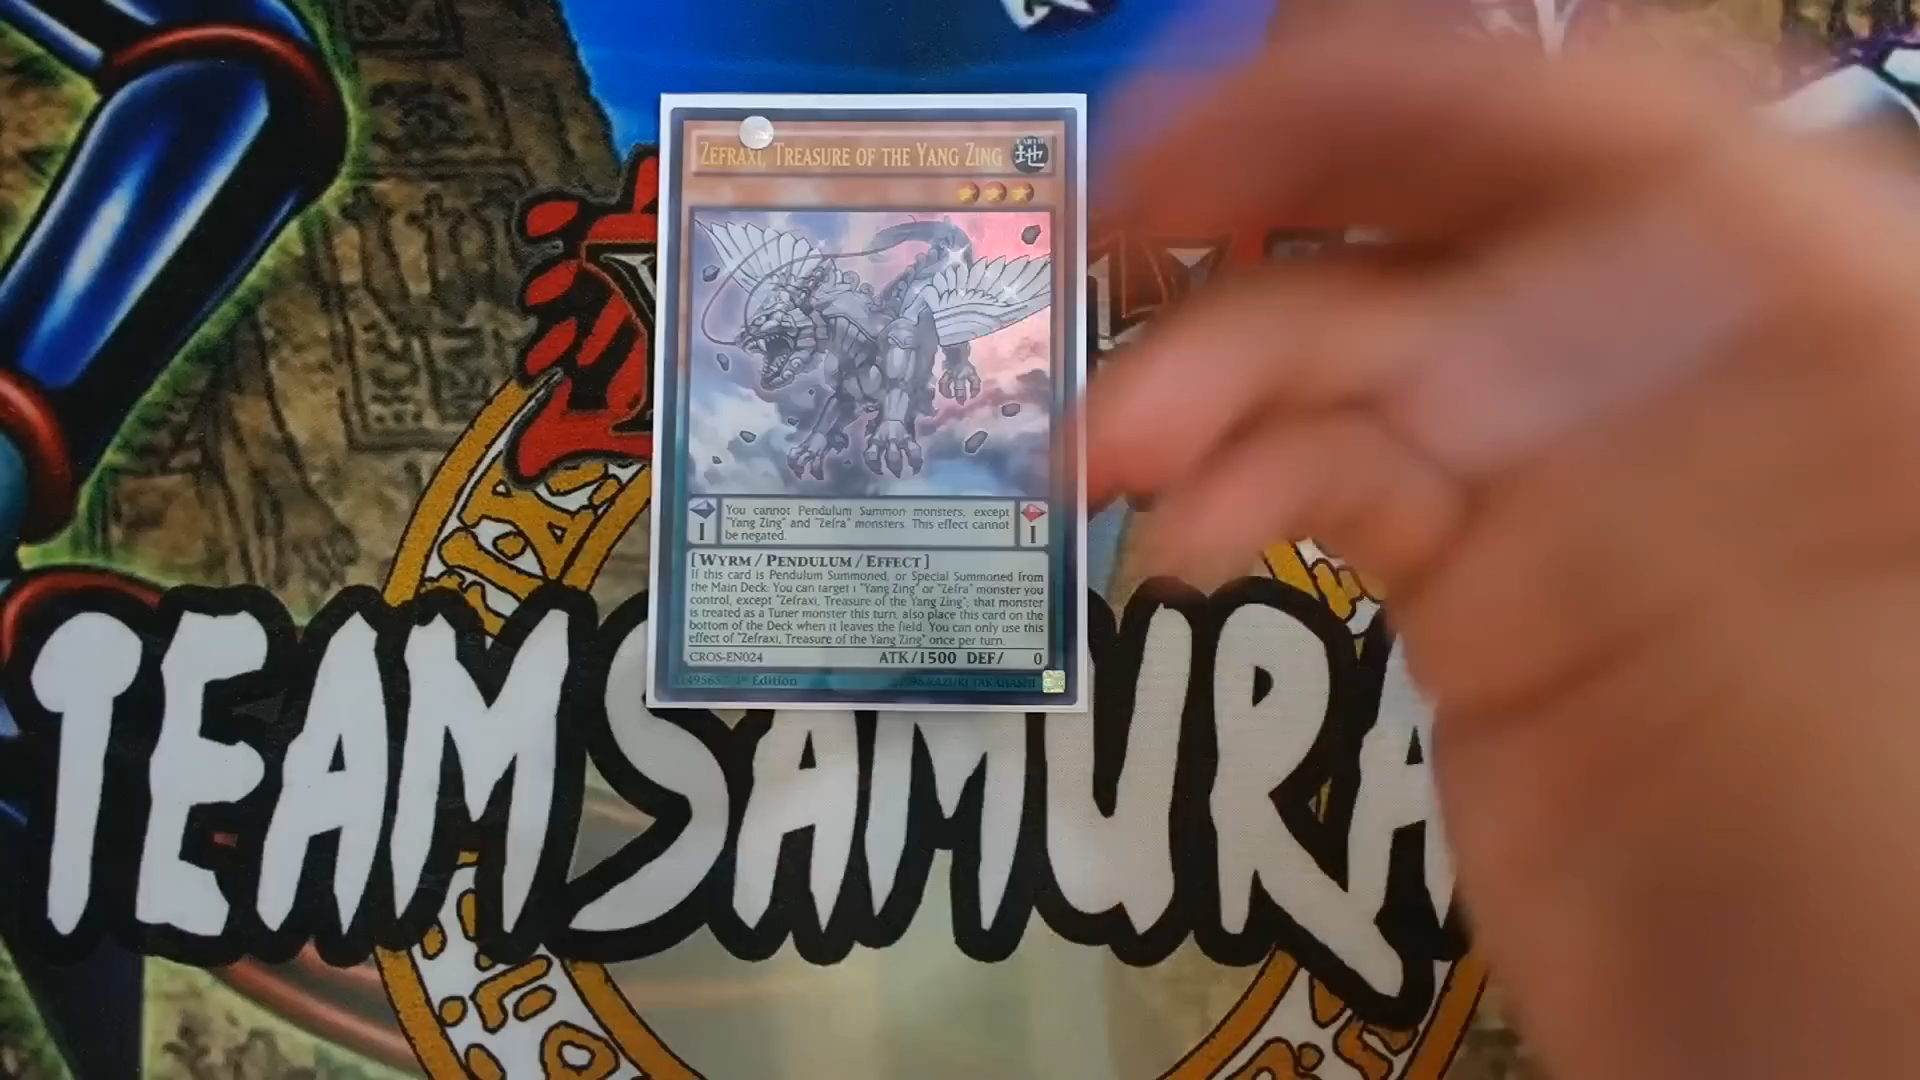 ZEFRAXI, TREASURE OF THE YANG ZING
EARTH
地
You cannot Pendulum Summon monsters, except
"Yang Zing" and "Zefra" monsters. This effect cannot
be negated.
1
1
[WYRM/PENDULUM/EFFECT]
If this card is Pendulum Summoned, or Special Summoned from
the Main Deck: You can target 1 "Yang Zing" or "Zefra" monster you
control, except "Zefraxi, Treasure of the Yang Zing"; that monster
is treated as a Tuner monster this turn, also place this card on the
bottom of the Deck when it leaves the field. You can only use this
effect of "Zefraxi, Treasure of the Yang Zing" once per turn.
CROS-EN024
ATK/1500 DEF/ 0
1st Edition
KAZUKI TAKAHASHI
TEAM SAMURA